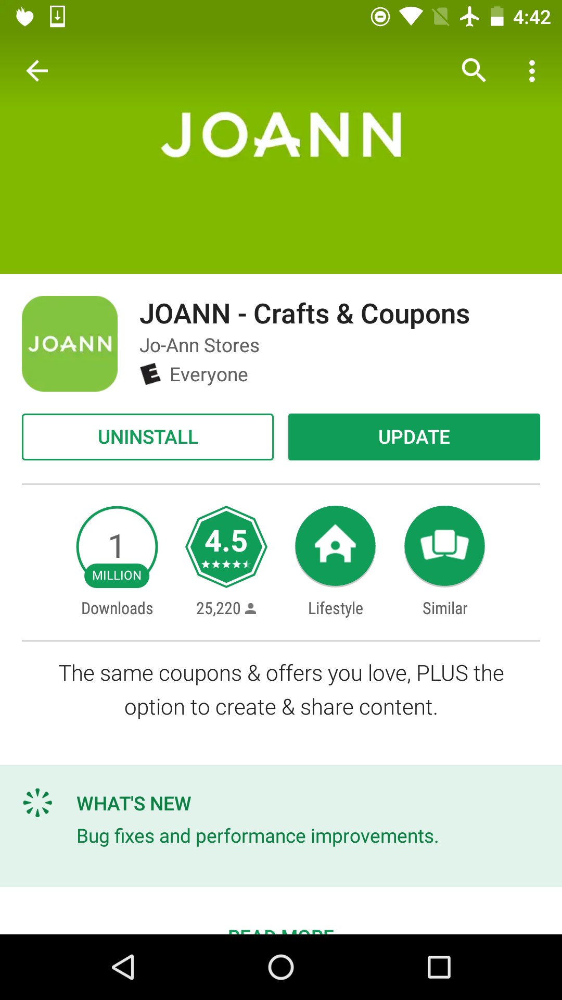 4:42
JOANN
JOANN
JOANN - Crafts & Coupons
Jo-Ann Stores
E Everyone
UNINSTALL
UPDATE
1
MILLION
Downloads
4.5
25,220
Lifestyle
Similar
The same coupons & offers you love, PLUS the
option to create & share content.
WHAT'S NEW
Bug fixes and performance improvements.
READ MORE